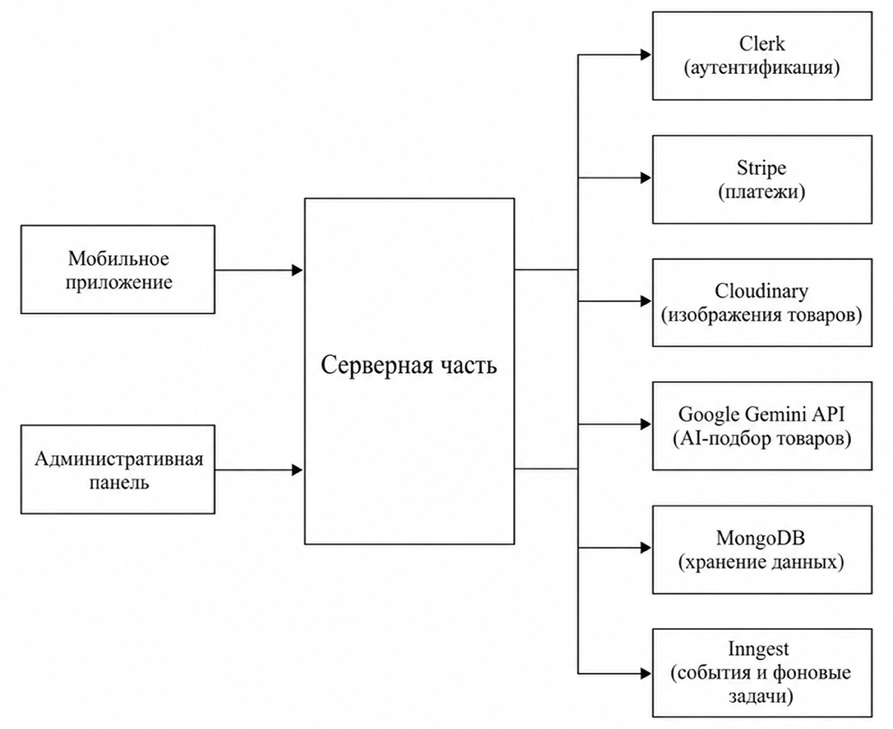 Мобильное
приложение
Административная
панель
Серверная часть
Clerk
(аутентификация)
Stripe
(платежи)
Cloudinary
(изображения товаров)
Google Gemini API
(AI-подбор товаров)
MongoDB
(хранение данных)
Inngest
(события и фоновые
задачи)